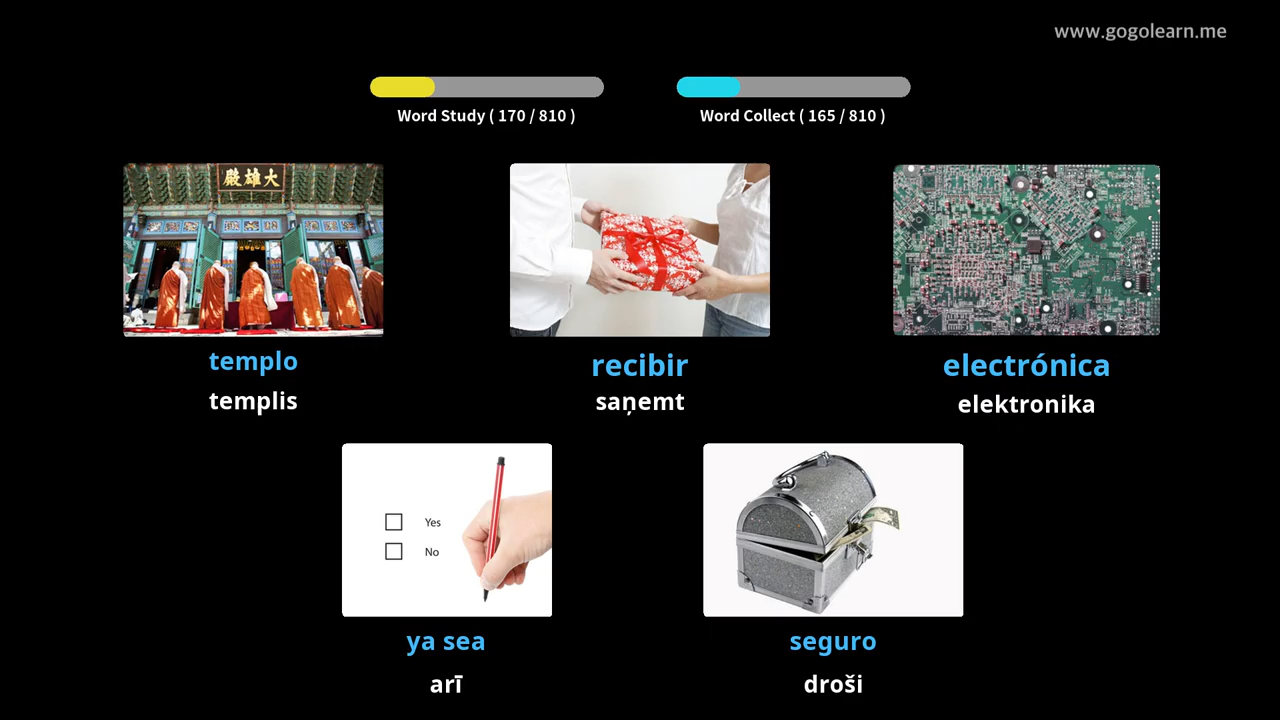 www.gogolearn.me
Word Study ( 170 / 810 )
Word Collect ( 165 / 810 )
大雄殿
templo
templis
recibir
saņemt
electrónica
elektronika
Yes
No
ya sea
arī
seguro
droši